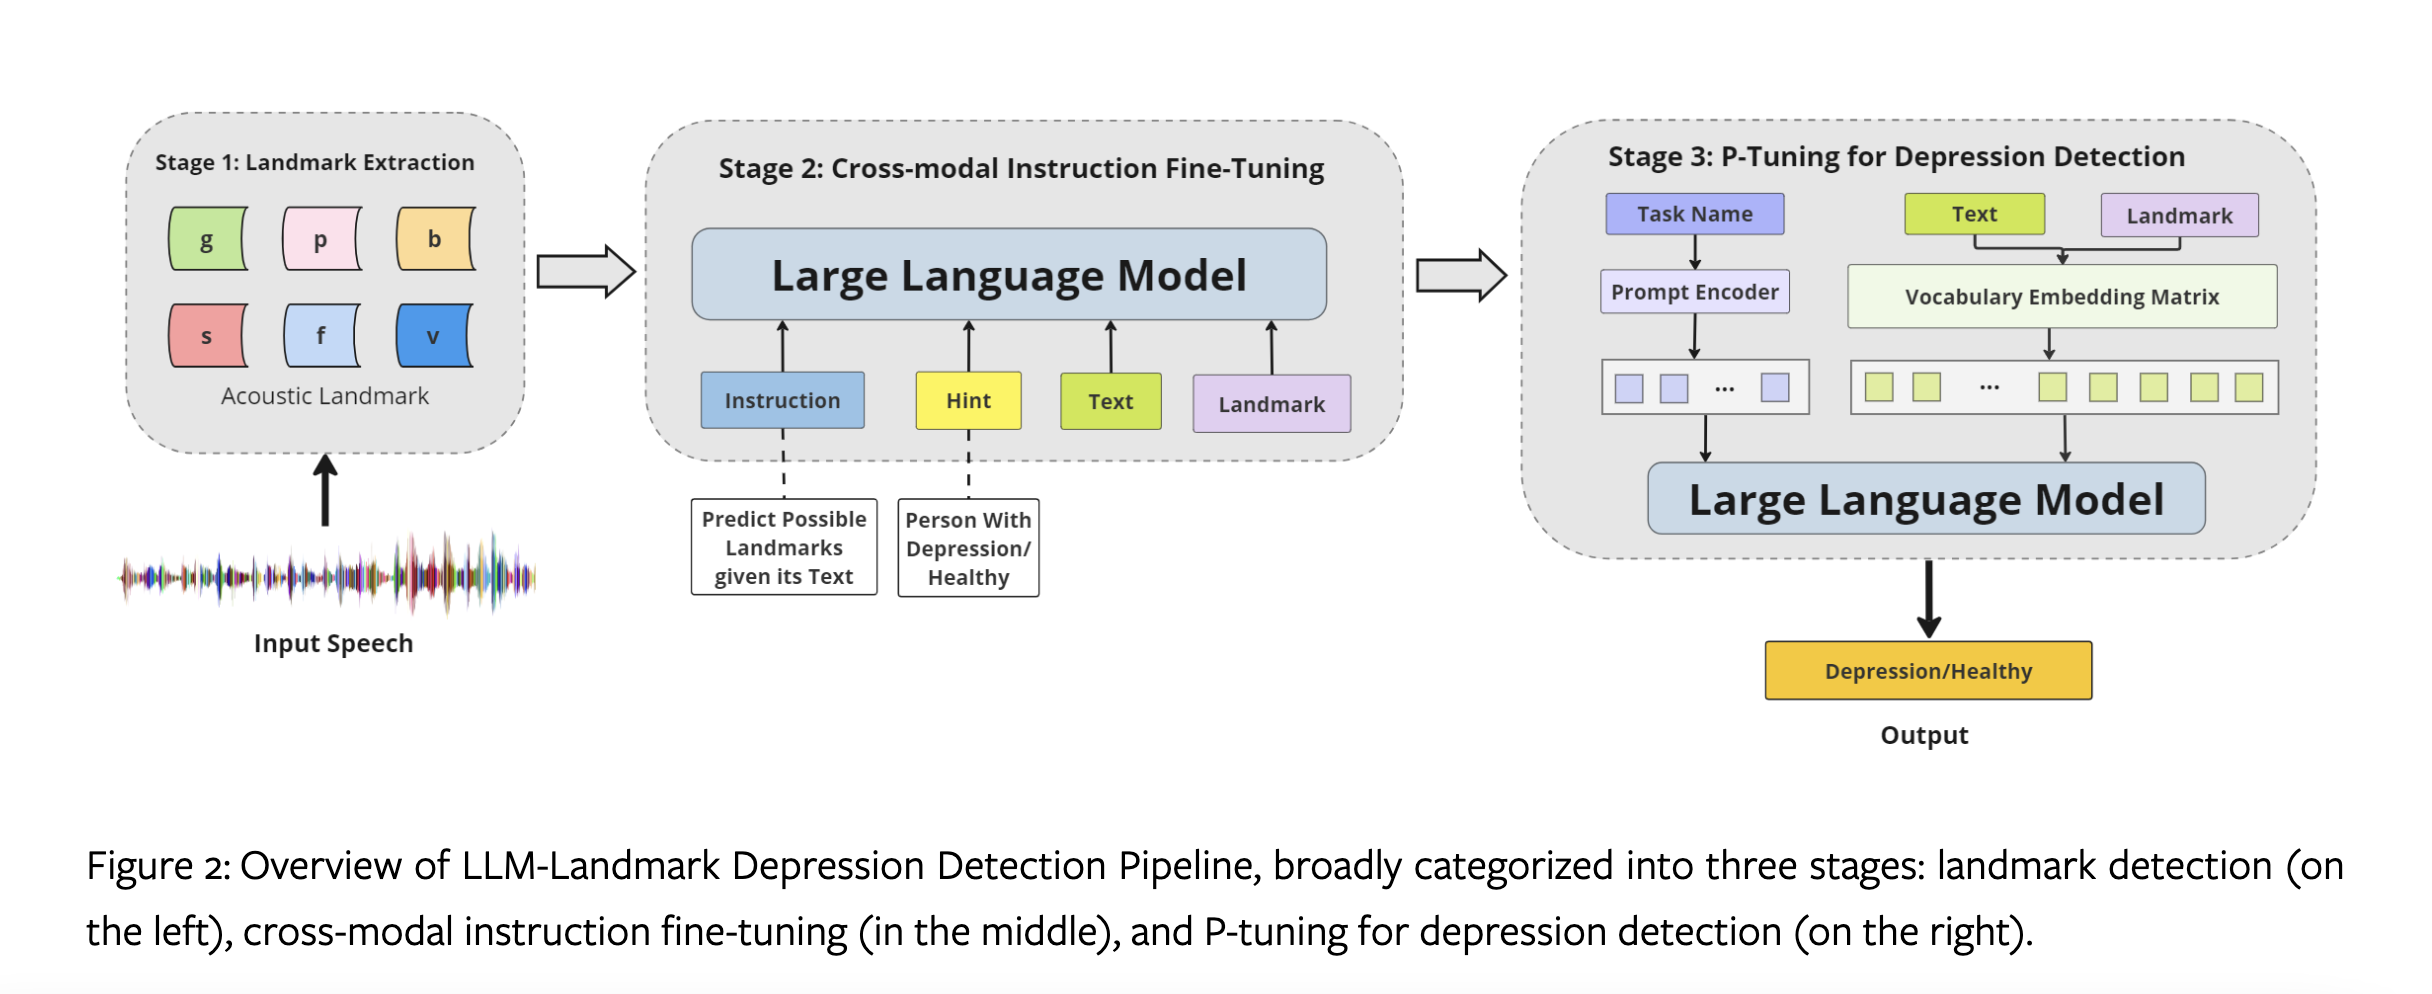 Stage 1: Landmark Extraction
g
p
b
s
f
v
Acoustic Landmark
Input Speech
Stage 2: Cross-modal Instruction Fine-Tuning
Large Language Model
Instruction
Hint
Text
Landmark
Predict Possible
Landmarks
given its Text
Person With
Depression/
Healthy
Stage 3: P-Tuning for Depression Detection
Task Name
Text
Landmark
Prompt Encoder
Vocabulary Embedding Matrix
...
...
Large Language Model
Depression/Healthy
Output
Figure 2: Overview of LLM-Landmark Depression Detection Pipeline, broadly categorized into three stages: landmark detection (on
the left), cross-modal instruction fine-tuning (in the middle), and P-tuning for depression detection (on the right).